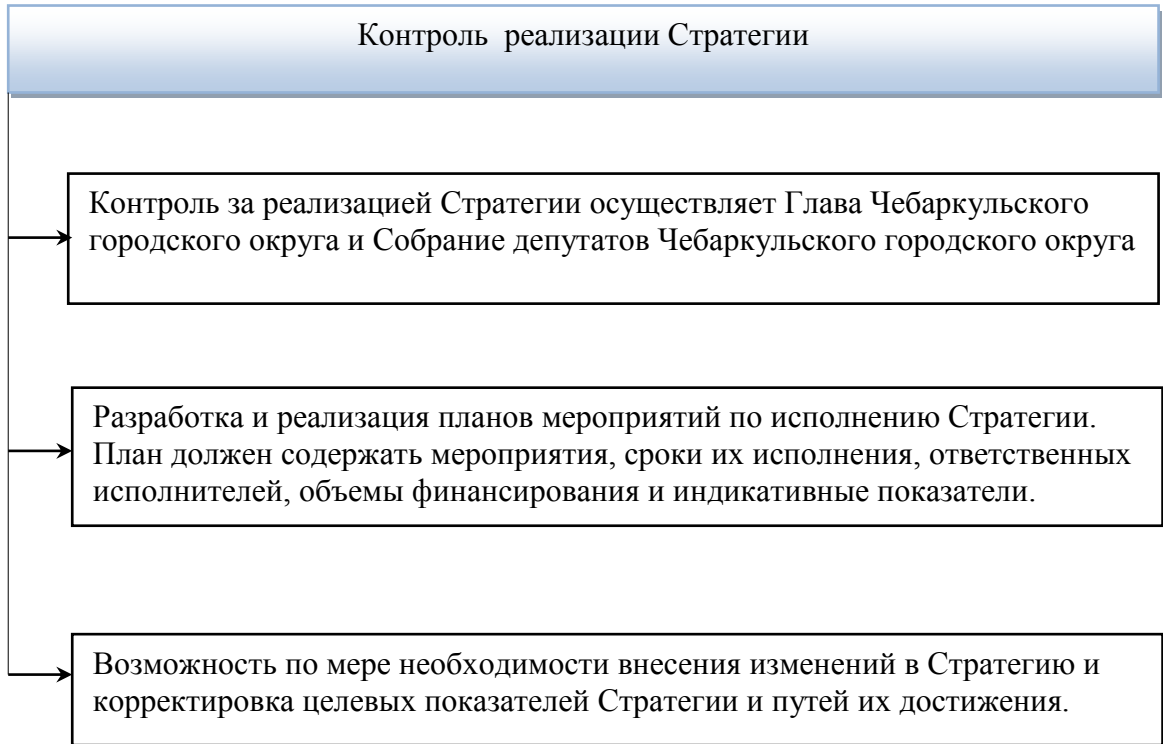 Контроль реализации Стратегии
Контроль за реализацией Стратегии осуществляет Глава Чебаркульского
городского округа и Собрание депутатов Чебаркульского городского округа
Разработка и реализация планов мероприятий по исполнению Стратегии.
План должен содержать мероприятия, сроки их исполнения, ответственных
исполнителей, объемы финансирования и индикативные показатели.
Возможность по мере необходимости внесения изменений в Стратегию и
корректировка целевых показателей Стратегии и путей их достижения.